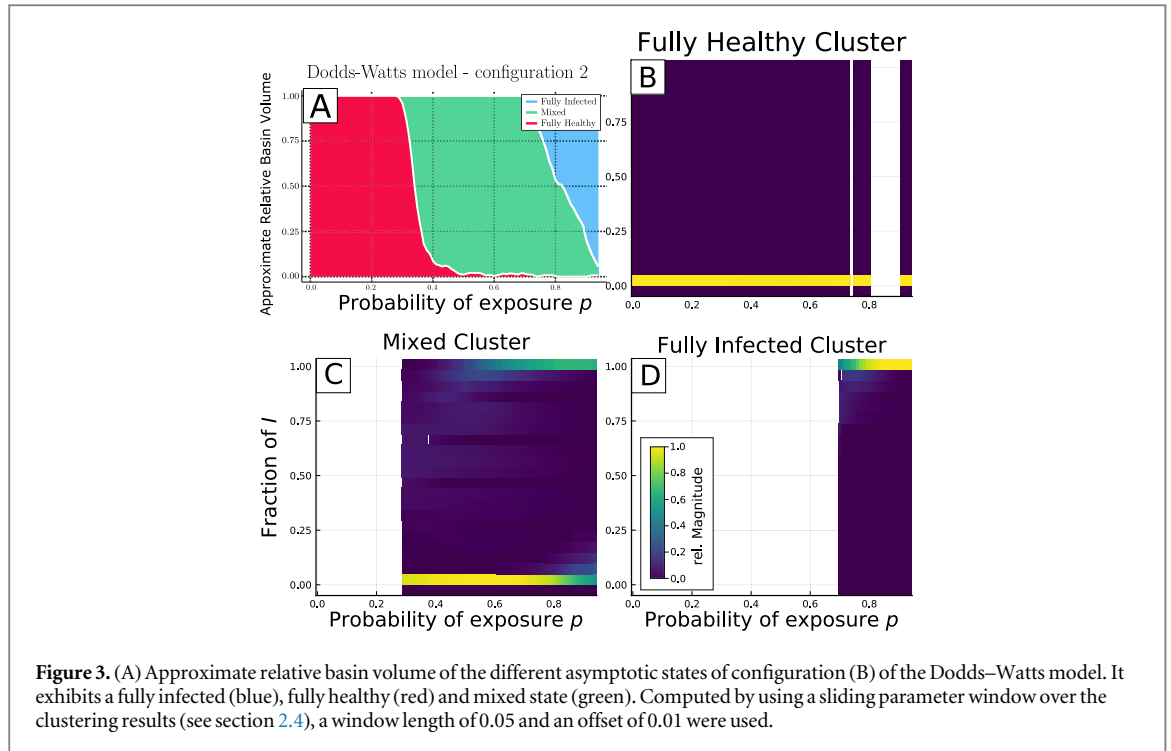 Dodds-Watts model - configuration 2
A
Fully Infected
Mixed
Fully Healthy
Approximate Relative Basin Volume
1.00
0.75
0.50
0.25
0.00
0.0 0.2 0.4 0.6 0.8
Probability of exposure p
Fully Healthy Cluster
B
0.75
0.50
0.25
0.00
0.0 0.2 0.4 0.6 0.8
Mixed Cluster
C
Fraction of I
1.00
0.75
0.50
0.25
0.00
0.0 0.2 0.4 0.6 0.8
Probability of exposure p
Fully Infected Cluster
D
1.00
0.75
0.50
0.25
0.00
1.0
0.8
0.6
0.4
0.2
0.0
rel. Magnitude
0.0 0.2 0.4 0.6 0.8
Probability of exposure p
Figure 3. (A) Approximate relative basin volume of the different asymptotic states of configuration (B) of the Dodds–Watts model. It
exhibits a fully infected (blue), fully healthy (red) and mixed state (green). Computed by using a sliding parameter window over the
clustering results (see section 2.4), a window length of 0.05 and an offset of 0.01 were used.